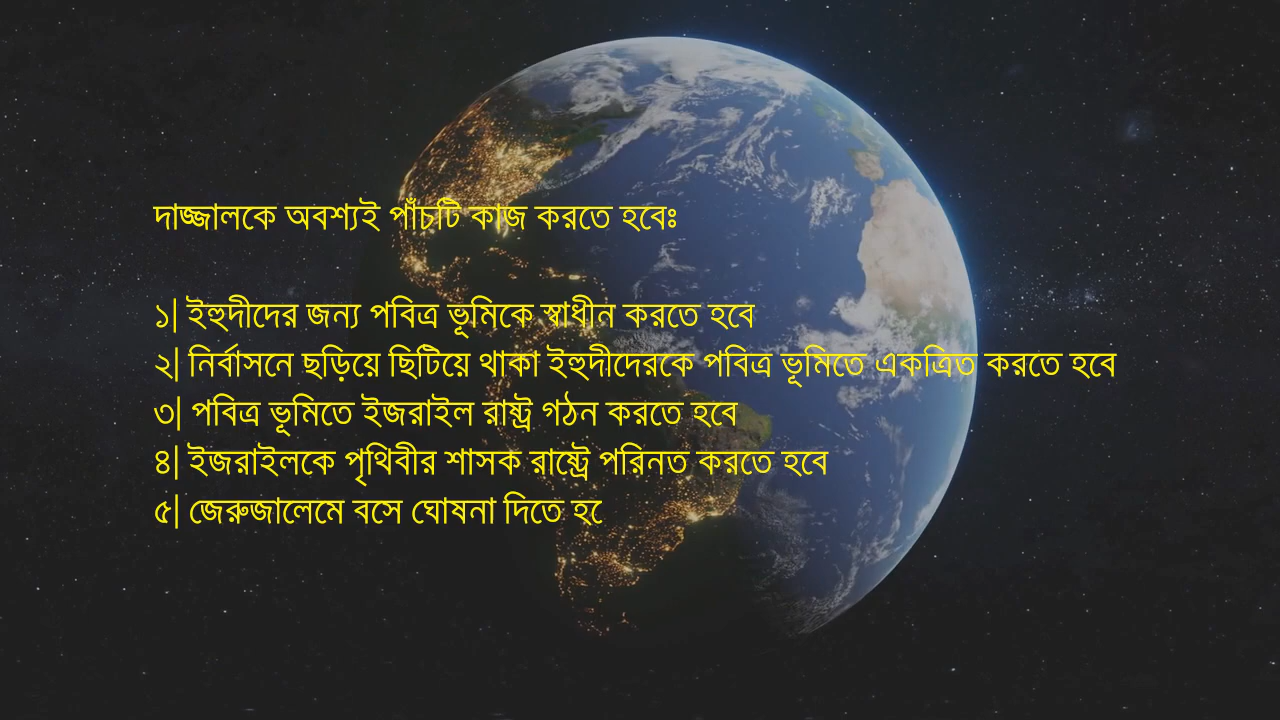 দাজ্জালকে অবশ্যই পাঁচটি কাজ করতে হবেঃ
১| ইহুদীদের জন্য পবিত্র ভূমিকে স্বাধীন করতে হবে
২| নির্বাসনে ছড়িয়ে ছিটিয়ে থাকা ইহুদীদেরকে পবিত্র ভূমিতে একত্রিত করতে হবে
৩| পবিত্র ভূমিতে ইজরাইল রাষ্ট্র গঠন করতে হবে
৪| ইজরাইলকে পৃথিবীর শাসক রাষ্ট্রে পরিনত করতে হবে
৫| জেরুজালেমে বসে ঘোষনা দিতে হে